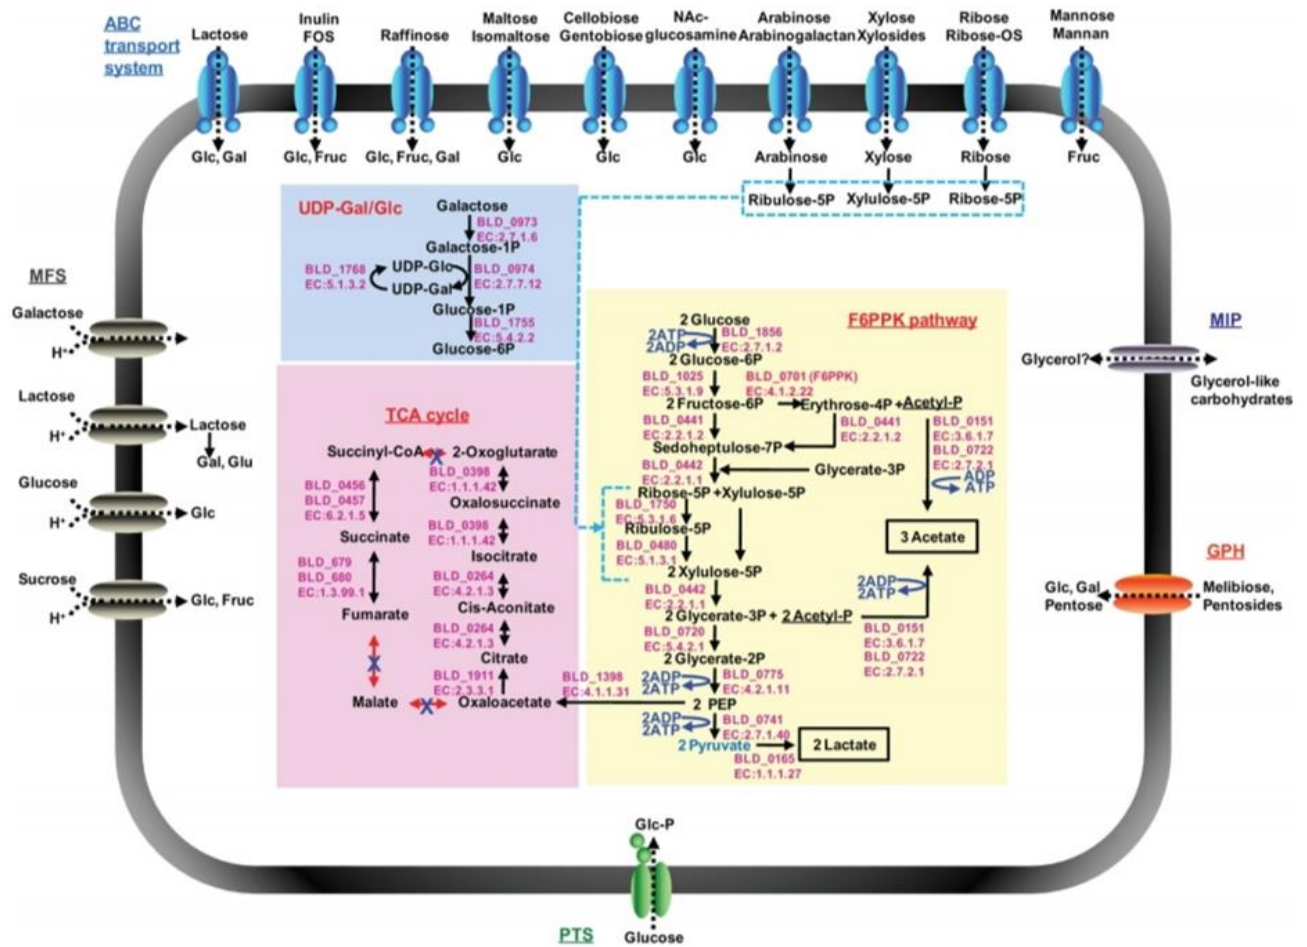 ABC
transport
system
Lactose
Inulin
FOS
Raffinose
Maltose
Isomaltose
Cellobiose
Gentobiose
NAc-
glucosamine
Arabinose
Arabinogalactan
Xylose
Xylosides
Ribose
Ribose-OS
Mannose
Mannan
Glc, Gal
Glc, Fruc
Glc, Fruc, Gal
Glc
Glc
Glc
Arabinose
Xylose
Ribose
Fruc
Ribulose-5P
Xylulose-5P
Ribose-5P
UDP-Gal/Glc
Galactose
BLD_0973
EC:2.7.1.6
Galactose-1P
BLD_1768
EC:5.1.3.2
UDP-Glc
UDP-Gal
BLD_0974
EC:2.7.7.12
Glucose-1P
BLD_1755
EC:5.4.2.2
Glucose-6P
MFS
Galactose
H+
Lactose
H+
Lactose
Gal, Glu
Glucose
H+
Glc
Sucrose
H+
Glc, Fruc
TCA cycle
Succinyl-CoA
X
2-Oxoglutarate
BLD_0398
EC:1.1.1.42
BLD_0456
BLD_0457
EC:6.2.1.5
Oxalosuccinate
BLD_0398
EC:1.1.1.42
Succinate
Isocitrate
BLD_679
BLD_680
EC:1.3.99.1
BLD_0264
EC:4.2.1.3
Cis-Aconitate
Fumarate
BLD_0264
EC:4.2.1.3
Citrate
X
BLD_1911
EC:2.3.3.1
Malate
X
Oxaloacetate
BLD_1398
EC:4.1.1.31
F6PPK pathway
2 Glucose
2ATP
2ADP
BLD_1856
EC:2.7.1.2
2 Glucose-6P
BLD_1025
EC:5.3.1.9
BLD_0701 (F6PPK)
EC:4.1.2.22
2 Fructose-6P
Erythrose-4P + Acetyl-P
BLD_0441
EC:2.2.1.2
BLD_0441
EC:2.2.1.2
BLD_0151
EC:3.6.1.7
BLD_0722
EC:2.7.2.1
Sedoheptulose-7P
ADP
ATP
BLD_0442
EC:2.2.1.1
Glycerate-3P
Ribose-5P + Xylulose-5P
BLD_1750
EC:5.3.1.6
Ribulose-5P
BLD_0480
EC:5.1.3.1
3 Acetate
2 Xylulose-5P
BLD_0442
EC:2.2.1.1
2ADP
2ATP
2 Glycerate-3P + 2 Acetyl-P
BLD_0720
EC:5.4.2.1
BLD_0151
EC:3.6.1.7
BLD_0722
EC:2.7.2.1
2 Glycerate-2P
2ADP
2ATP
BLD_0775
EC:4.2.1.11
2 PEP
2ADP
2ATP
BLD_0741
EC:2.7.1.40
2 Pyruvate
2 Lactate
BLD_0165
EC:1.1.1.27
MIP
Glycerol?
Glycerol-like
carbohydrates
GPH
Glc, Gal
Pentose
Melibiose,
Pentosides
Glc-P
PTS
Glucose